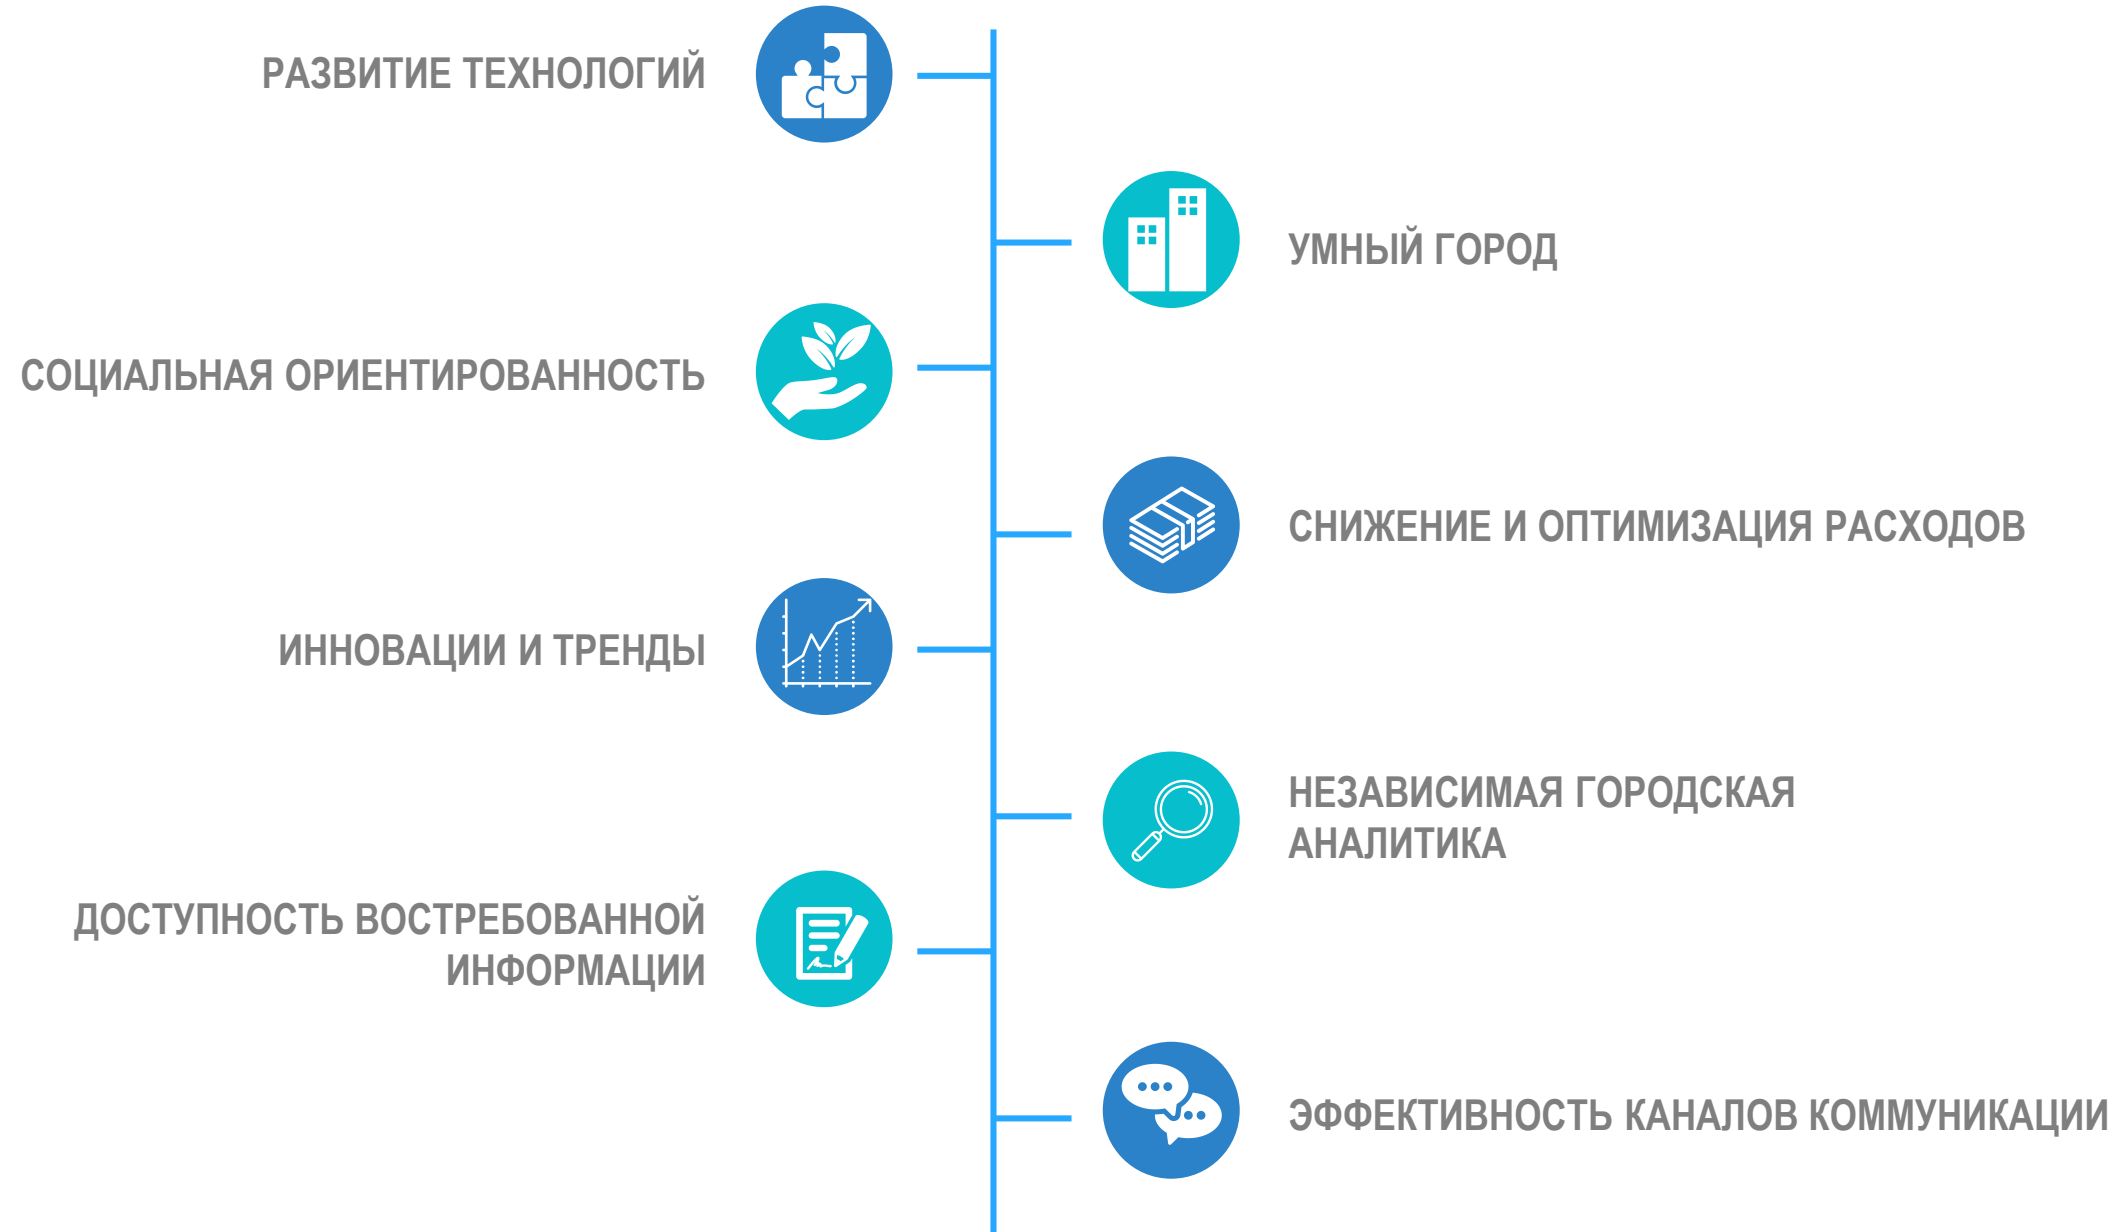 РАЗВИТИЕ ТЕХНОЛОГИЙ
УМНЫЙ ГОРОД
СОЦИАЛЬНАЯ ОРИЕНТИРОВАННОСТЬ
СНИЖЕНИЕ И ОПТИМИЗАЦИЯ РАСХОДОВ
ИННОВАЦИИ И ТРЕНДЫ
НЕЗАВИСИМАЯ ГОРОДСКАЯ
АНАЛИТИКА
ДОСТУПНОСТЬ ВОСТРЕБОВАННОЙ
ИНФОРМАЦИИ
ЭФФЕКТИВНОСТЬ КАНАЛОВ КОММУНИКАЦИИ